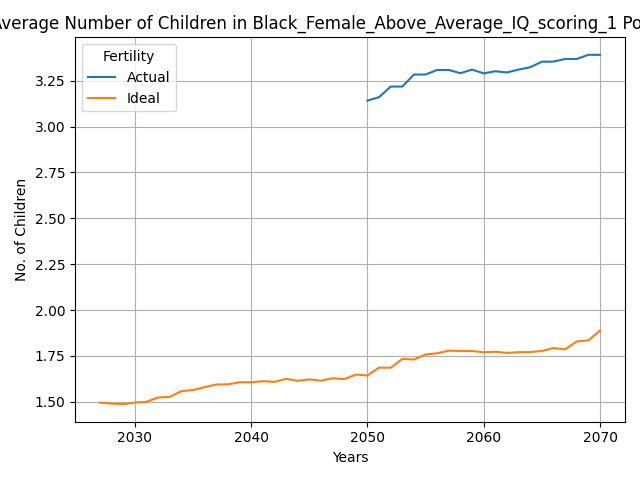 Average Number of Children in Black_Female_Above_Average_IQ_scoring_1 Po
Fertility
Actual
Ideal
3.25
3.00
2.75
2.50
2.25
2.00
1.75
1.50
No. of Children
2030 2040 2050 2060 2070
Years